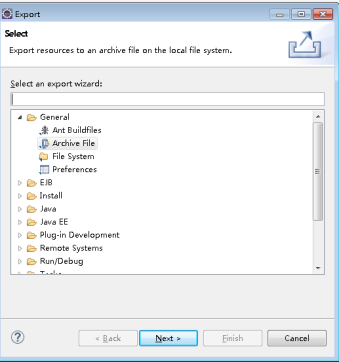 Export
Select
Export resources to an archive file on the local file system.
Select an export wizard:
General
Ant Buildfiles
Archive File
File System
Preferences
EJB
Install
Java
Java EE
Plug-in Development
Remote Systems
Run/Debug
Tasks
?
< Back Next > Finish Cancel